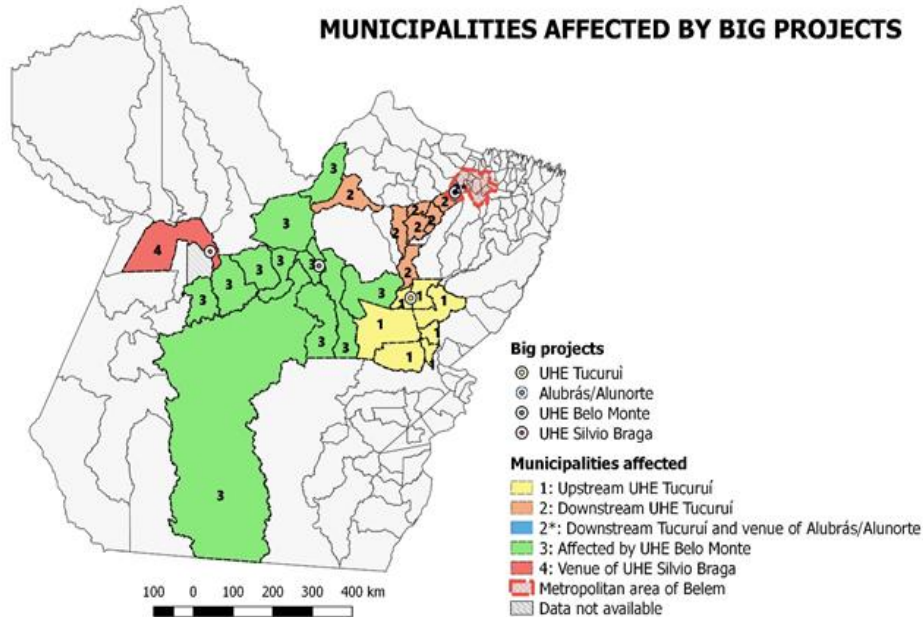 MUNICIPALITIES AFFECTED BY BIG PROJECTS
3
2
2*
2
2
2
2
2
3
4
3
3
3
3
3
3
2
3
1
1
1
1
3
3
1
1
3
Big projects
UHE Tucuruì
Alubrás/Alunorte
UHE Belo Monte
UHE Silvio Braga
Municipalities affected
1: Upstream UHE Tucuruí
2: Downstream UHE Tucuruí
2*: Downstream Tucuruí and venue of Alubrás/Alunorte
3: Affected by UHE Belo Monte
4: Venue of UHE Silvio Braga
Metropolitan area of Belem
Data not available
100 0 100 200 300 400 km